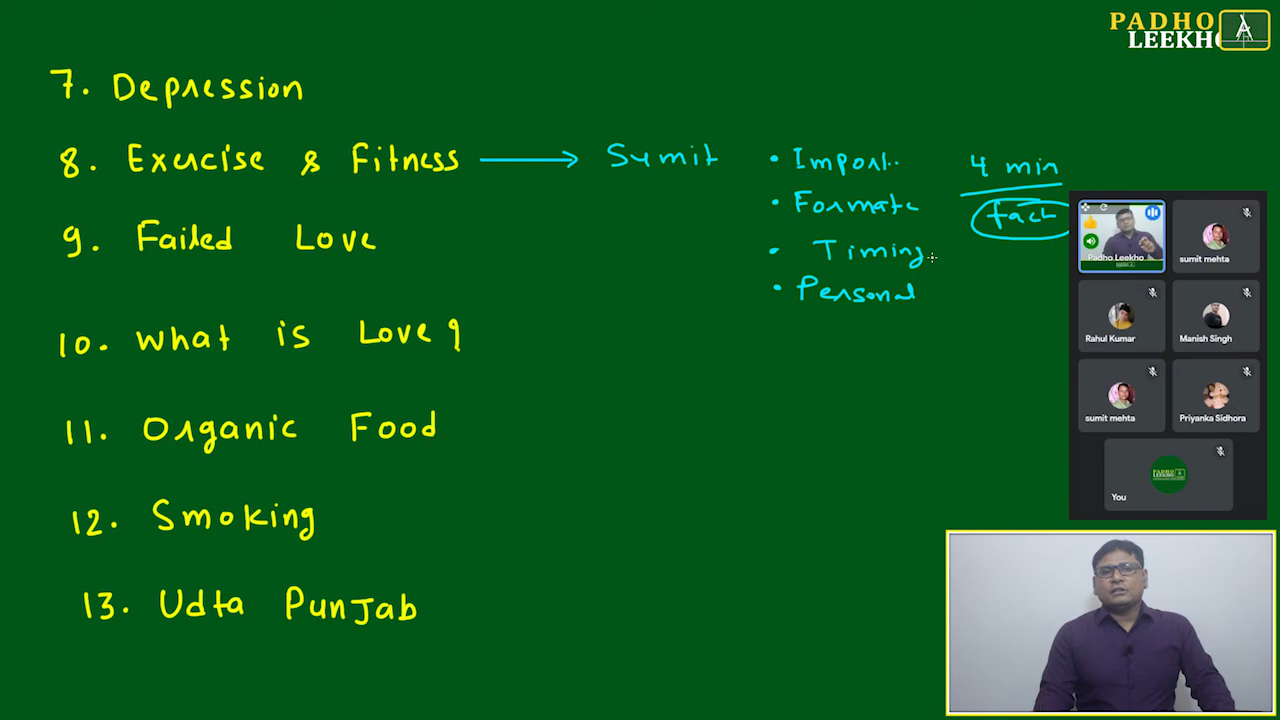 PADHO
LEEKHO
7. Depression
8. Exercise & Fitness → Sumit
• Import..
• Formate
• Timing
• Personal
4 min
fact
9. Failed Love
10. What is Love ?
11. Organic Food
12. Smoking
13. Udta Punjab
Padho Leekho
sumit mehta
Rahul Kumar
Manish Singh
sumit mehta
Priyanka Sidhora
You